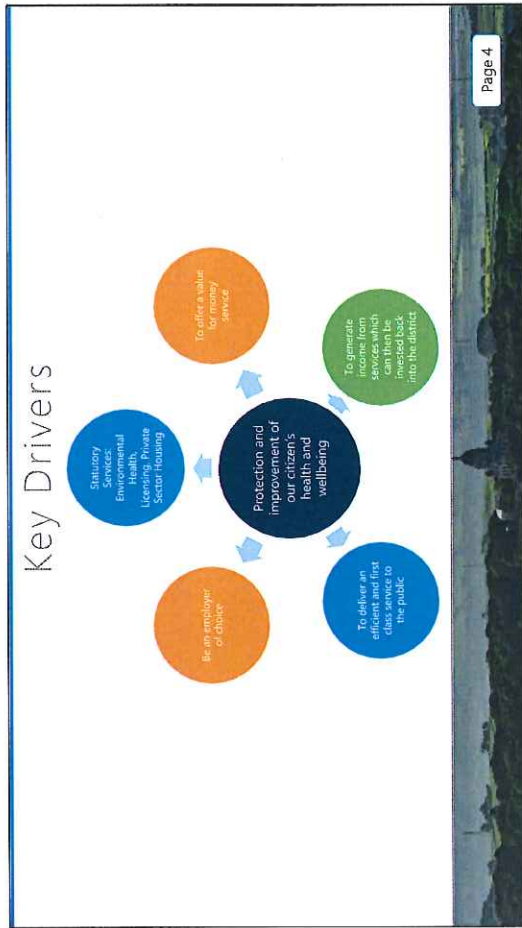 Key Drivers
Statutory
Services:
Environmental
Health,
Licensing, Private
Sector Housing
To offer a value
for money
service
To generate
income from
services which
can then be
invested back
into the district
To deliver an
efficient and first
class service to
the public
Be an employer
of choice
Protection and
improvement of
our citizen's
health and
wellbeing
Page 4